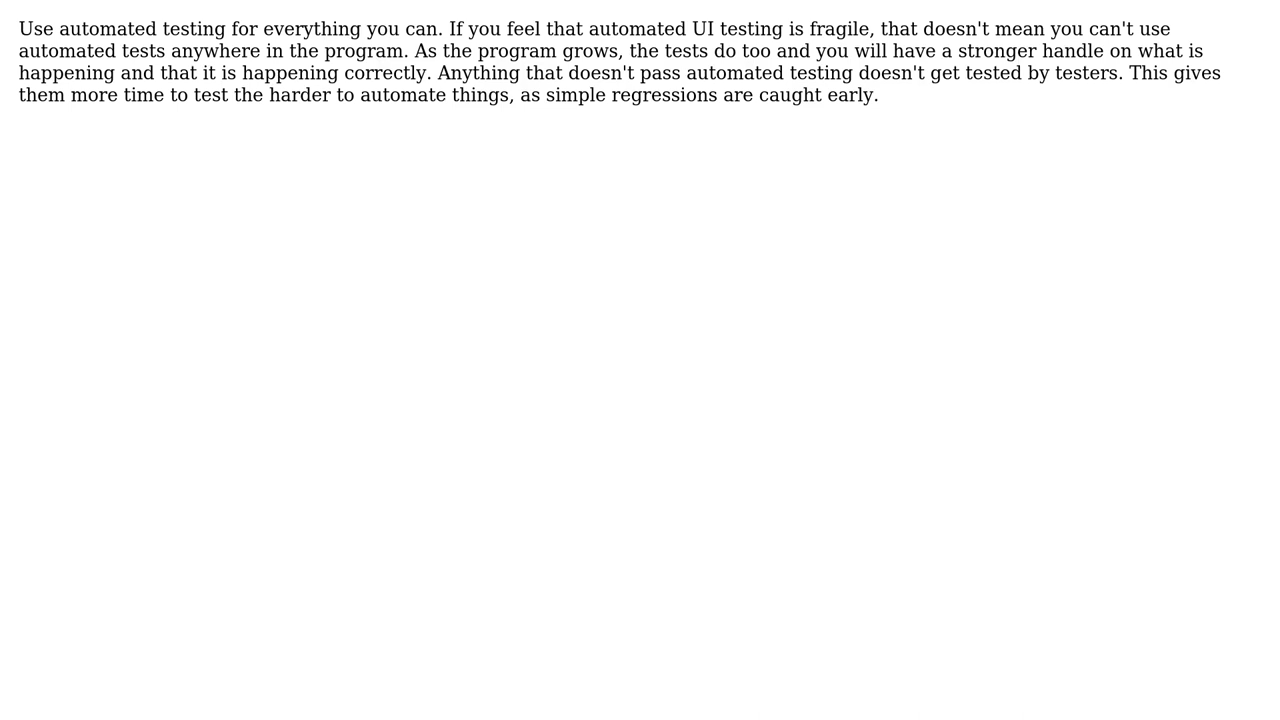 Use automated testing for everything you can. If you feel that automated UI testing is fragile, that doesn't mean you can't use
automated tests anywhere in the program. As the program grows, the tests do too and you will have a stronger handle on what is
happening and that it is happening correctly. Anything that doesn't pass automated testing doesn't get tested by testers. This gives
them more time to test the harder to automate things, as simple regressions are caught early.